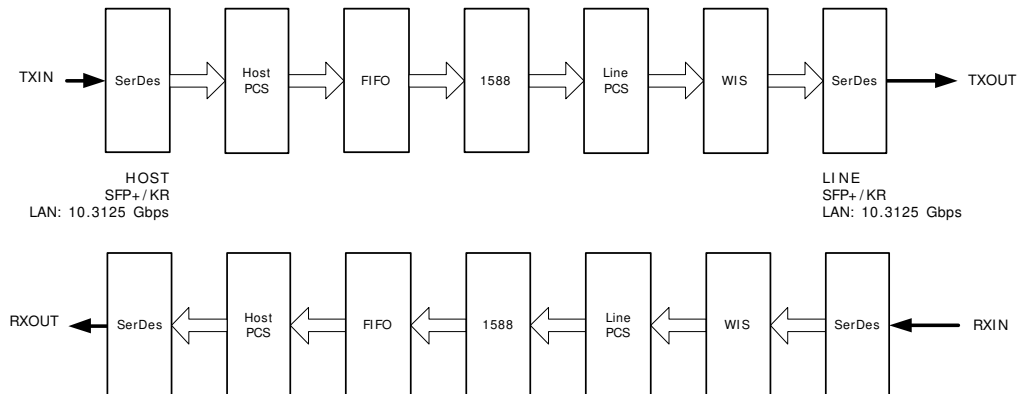 TXIN
SerDes
Host
PCS
FIFO
1588
Line
PCS
WIS
SerDes
TXOUT
HOST
SFP+/KR
LAN: 10.3125 Gbps
LINE
SFP+/KR
LAN: 10.3125 Gbps
RXOUT
SerDes
Host
PCS
FIFO
1588
Line
PCS
WIS
SerDes
RXIN